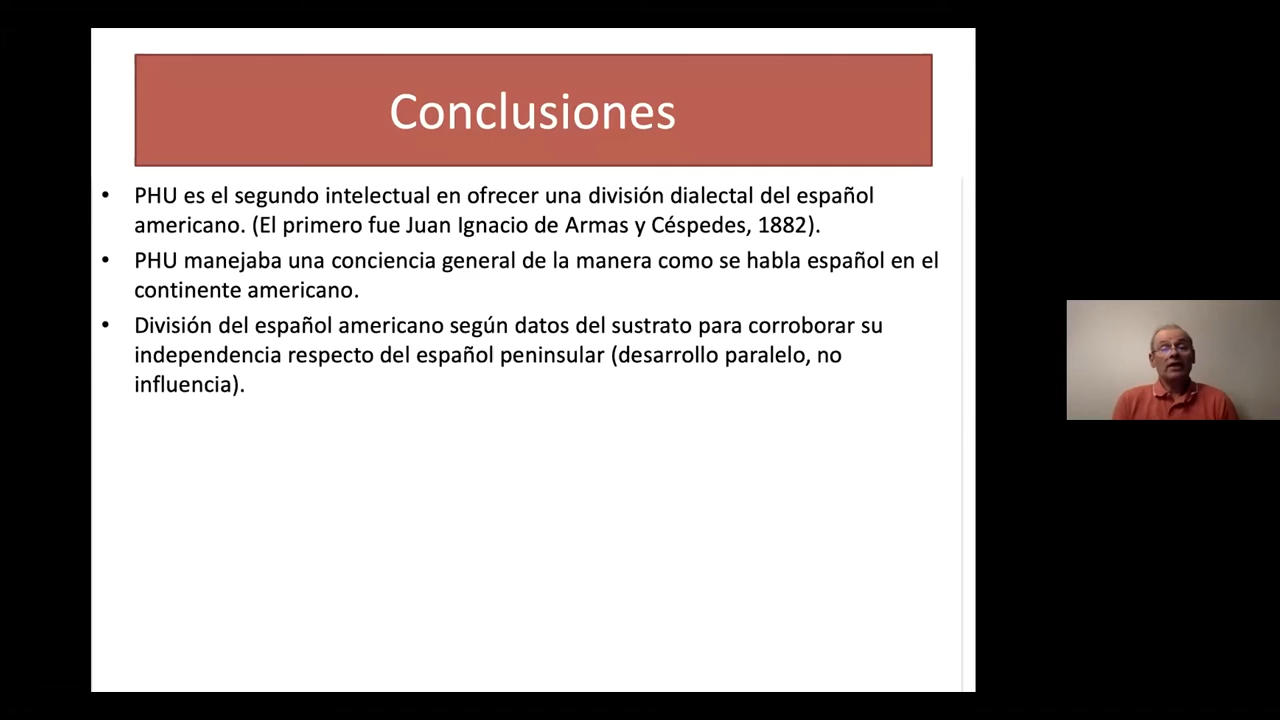 Conclusiones
• PHU es el segundo intelectual en ofrecer una división dialectal del español
americano. (El primero fue Juan Ignacio de Armas y Céspedes, 1882).
• PHU manejaba una conciencia general de la manera como se habla español en el
continente americano.
• División del español americano según datos del sustrato para corroborar su
independencia respecto del español peninsular (desarrollo paralelo, no
influencia).